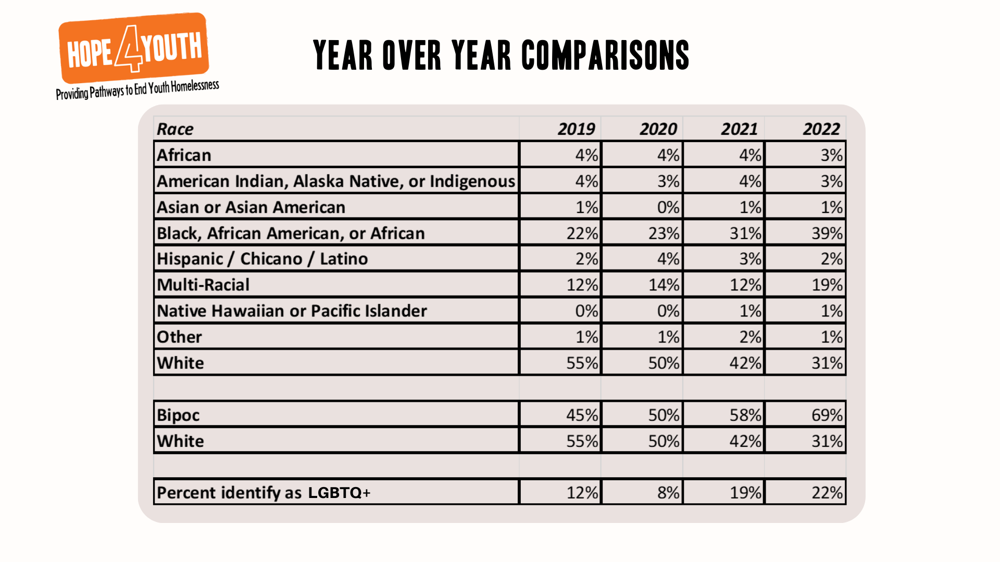 HOPE 4 YOUTH
Providing Pathways to End Youth Homelessness
YEAR OVER YEAR COMPARISONS
Race 2019 2020 2021 2022
African 4% 4% 4% 3%
American Indian, Alaska Native, or Indigenous 4% 3% 4% 3%
Asian or Asian American 1% 0% 1% 1%
Black, African American, or African 22% 23% 31% 39%
Hispanic / Chicano / Latino 2% 4% 3% 2%
Multi-Racial 12% 14% 12% 19%
Native Hawaiian or Pacific Islander 0% 0% 1% 1%
Other 1% 1% 2% 1%
White 55% 50% 42% 31%
Bipoc 45% 50% 58% 69%
White 55% 50% 42% 31%
Percent identify as LGBTQ+ 12% 8% 19% 22%